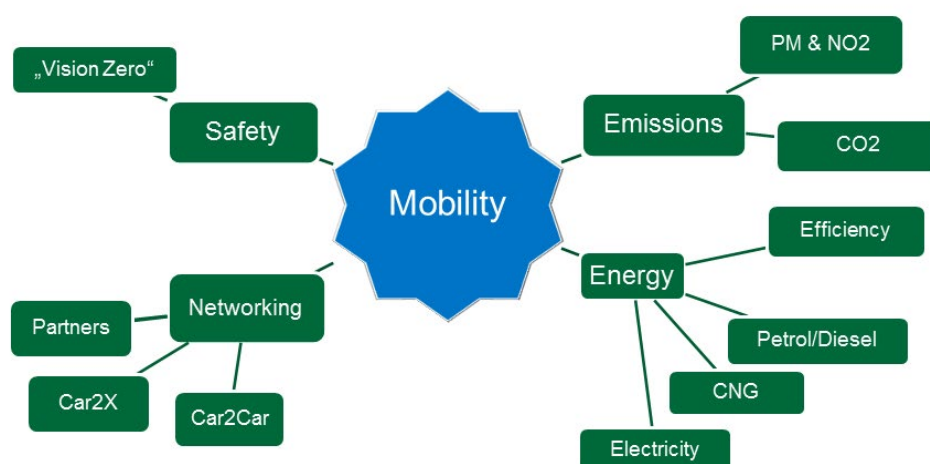 „Vision Zero“
Safety
PM & NO2
Emissions
CO2
Mobility
Efficiency
Energy
Networking
Partners
Petrol/Diesel
CNG
Car2X
Car2Car
Electricity